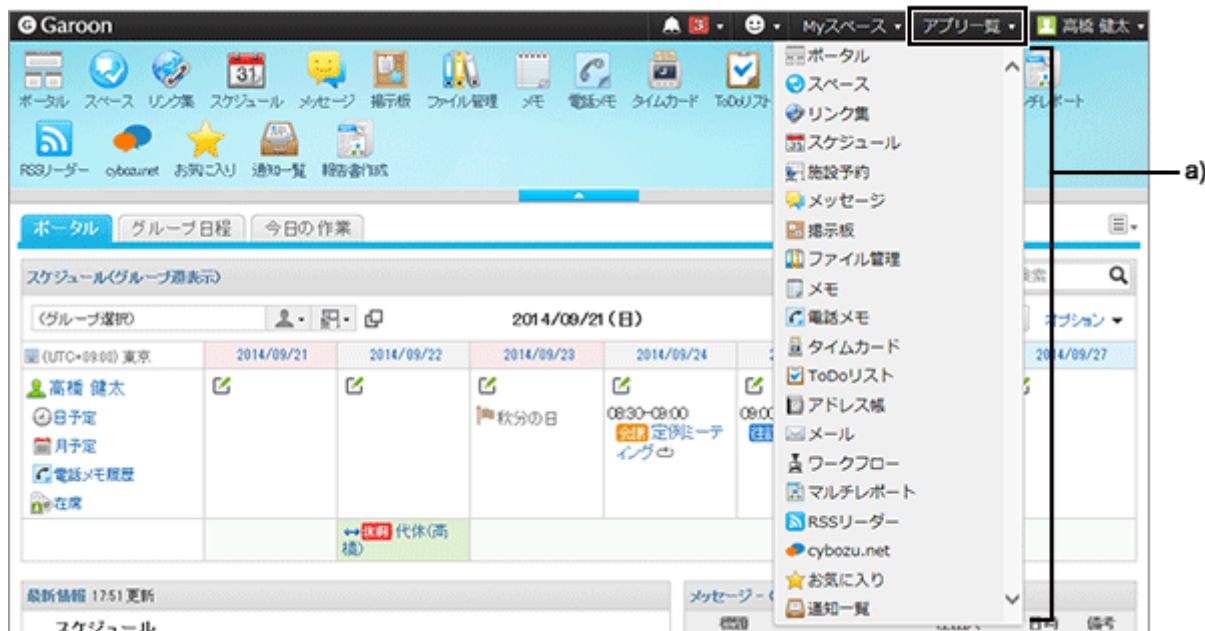 Garoon
3
Myスペース
アプリ一覧
高橋 健太
ポータル
スペース
リンク集
スケジュール
メッセージ
掲示板
ファイル管理
メモ
電話メモ
タイムカード
ToDoリスト
チレポート
RSSリーダー
cybozu.net
お気に入り
通知一覧
報告書作成
ポータル
スペース
リンク集
スケジュール
施設予約
メッセージ
掲示板
ファイル管理
メモ
電話メモ
タイムカード
ToDoリスト
アドレス帳
メール
ワークフロー
マルチレポート
RSSリーダー
cybozu.net
お気に入り
通知一覧
a)
ポータル
グループ日程
今日の作業
スケジュール(グループ週表示)
検索
(グループ選択)
2014/09/21(日)
オプション
(UTC+09:00) 東京
2014/09/21
2014/09/22
2014/09/23
2014/09/24
2014/09/27
高橋 健太
日予定
月予定
電話メモ履歴
在席
秋分の日
08:30-09:00
会議 定例ミーテ
ィング
09:00
休暇 代休(高
橋)
最新情報 17:51 更新
スケジュール
メッセージ - (
標題
日時
備考